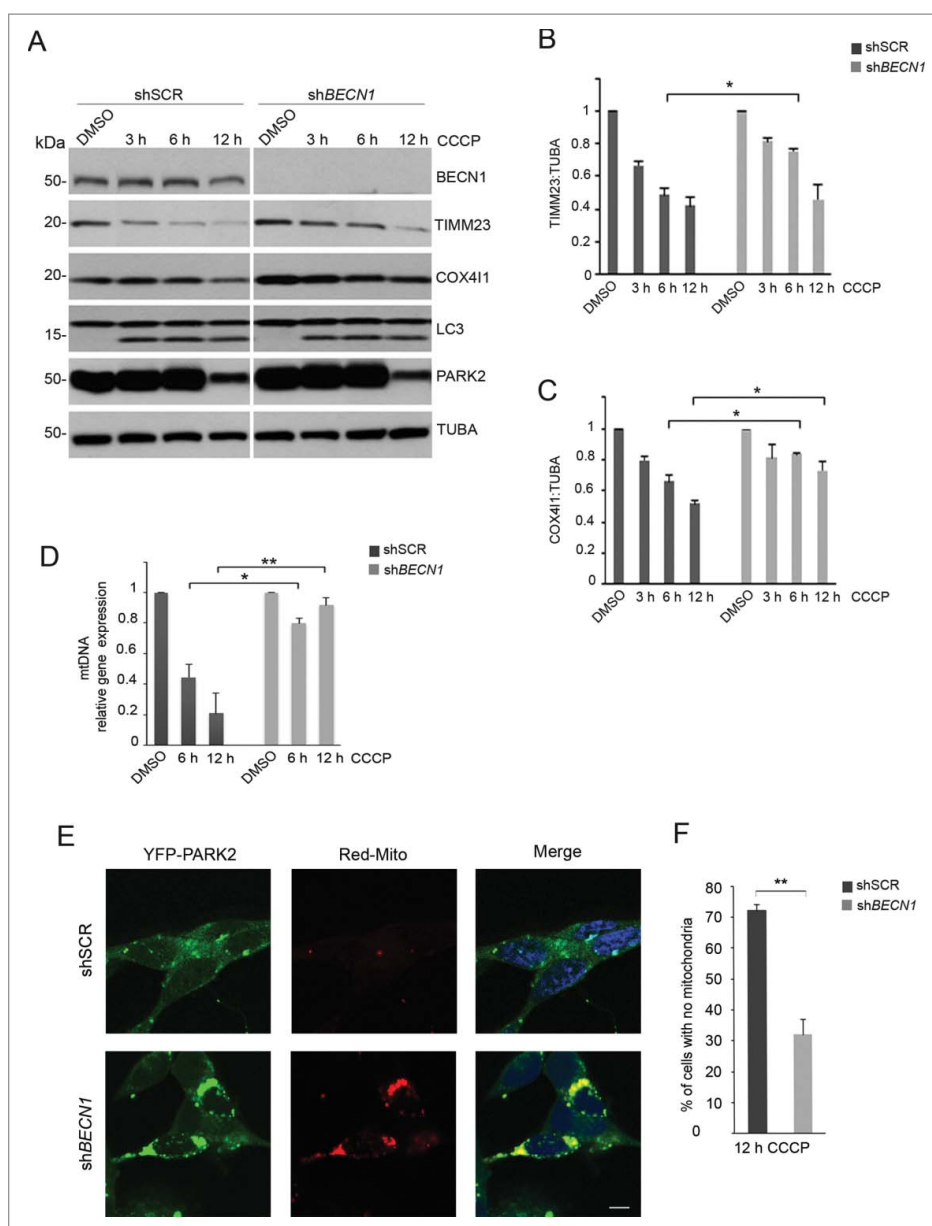 A
shSCR
shBECN1
DMSO
3 h
6 h
12 h
DMSO
3 h
6 h
12 h
CCCP
kDa
50-
BECN1
20-
TIMM23
20-
COX4I1
15-
LC3
50-
PARK2
50-
TUBA
B
shSCR
shBECN1
*
TIMM23:TUBA
1
0.8
0.6
0.4
0.2
0
DMSO
3 h
6 h
12 h
DMSO
3 h
6 h
12 h
CCCP
C
*
*
COX4I1:TUBA
1
0.8
0.6
0.4
0.2
0
DMSO
3 h
6 h
12 h
DMSO
3 h
6 h
12 h
CCCP
D
shSCR
shBECN1
**
*
mtDNA
relative gene expression
1
0.8
0.6
0.4
0.2
0
DMSO
6 h
12 h
DMSO
6 h
12 h
CCCP
E
YFP-PARK2
Red-Mito
Merge
shSCR
shBECN1
F
shSCR
shBECN1
**
% of cells with no mitochondria
80
70
60
50
40
30
20
10
0
12 h CCCP